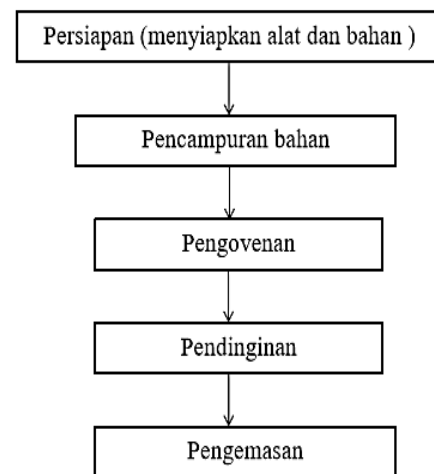 Persiapan (menyiapkan alat dan bahan )
Pencampuran bahan
Pengovenan
Pendinginan
Pengemasan